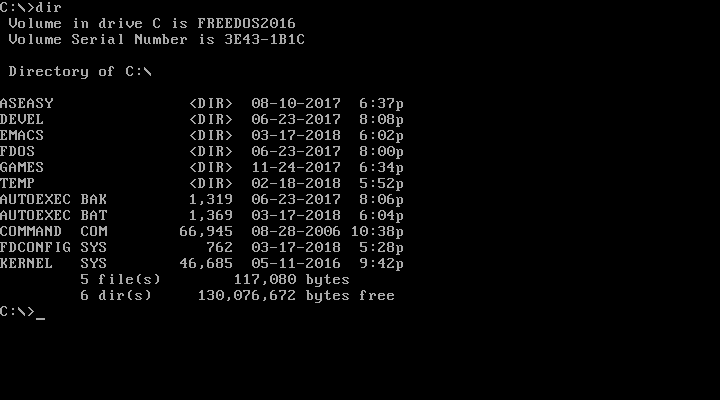 C:\>dir
 Volume in drive C is FREEDOS2016
 Volume Serial Number is 3E43-1B1C

 Directory of C:\

ASEASY               <DIR>  08-10-2017  6:37p
DEVEL                <DIR>  06-23-2017  8:08p
EMACS                <DIR>  03-17-2018  6:02p
FDOS                 <DIR>  06-23-2017  8:00p
GAMES                <DIR>  11-24-2017  6:34p
TEMP                 <DIR>  02-18-2018  5:52p
AUTOEXEC BAK         1,319  06-23-2017  8:06p
AUTOEXEC BAT         1,369  03-17-2018  6:04p
COMMAND  COM        66,945  08-28-2006 10:38p
FDCONFIG SYS           762  03-17-2018  5:28p
KERNEL   SYS        46,685  05-11-2016  9:42p
         5 file(s)        117,080 bytes
         6 dir(s)     130,076,672 bytes free
C:\>_